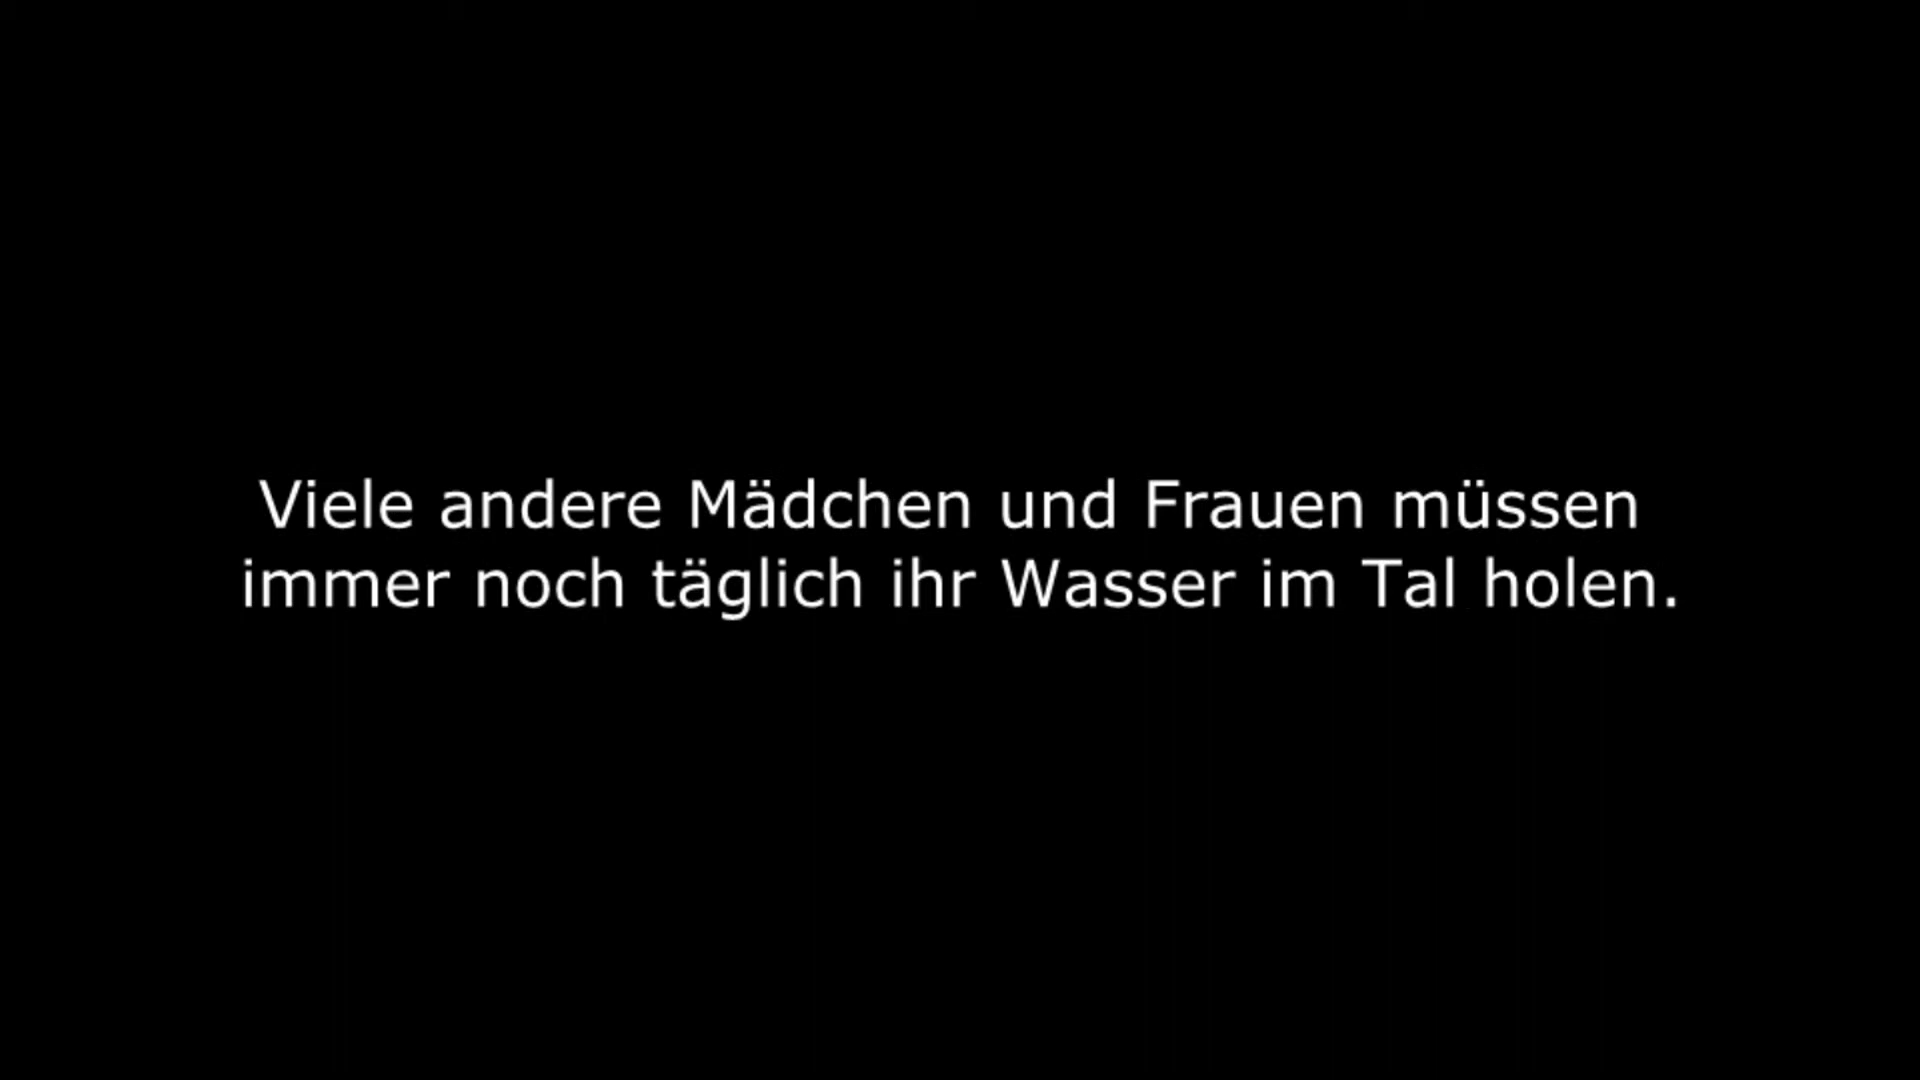 Viele andere Mädchen und Frauen müssen
immer noch täglich ihr Wasser im Tal holen.